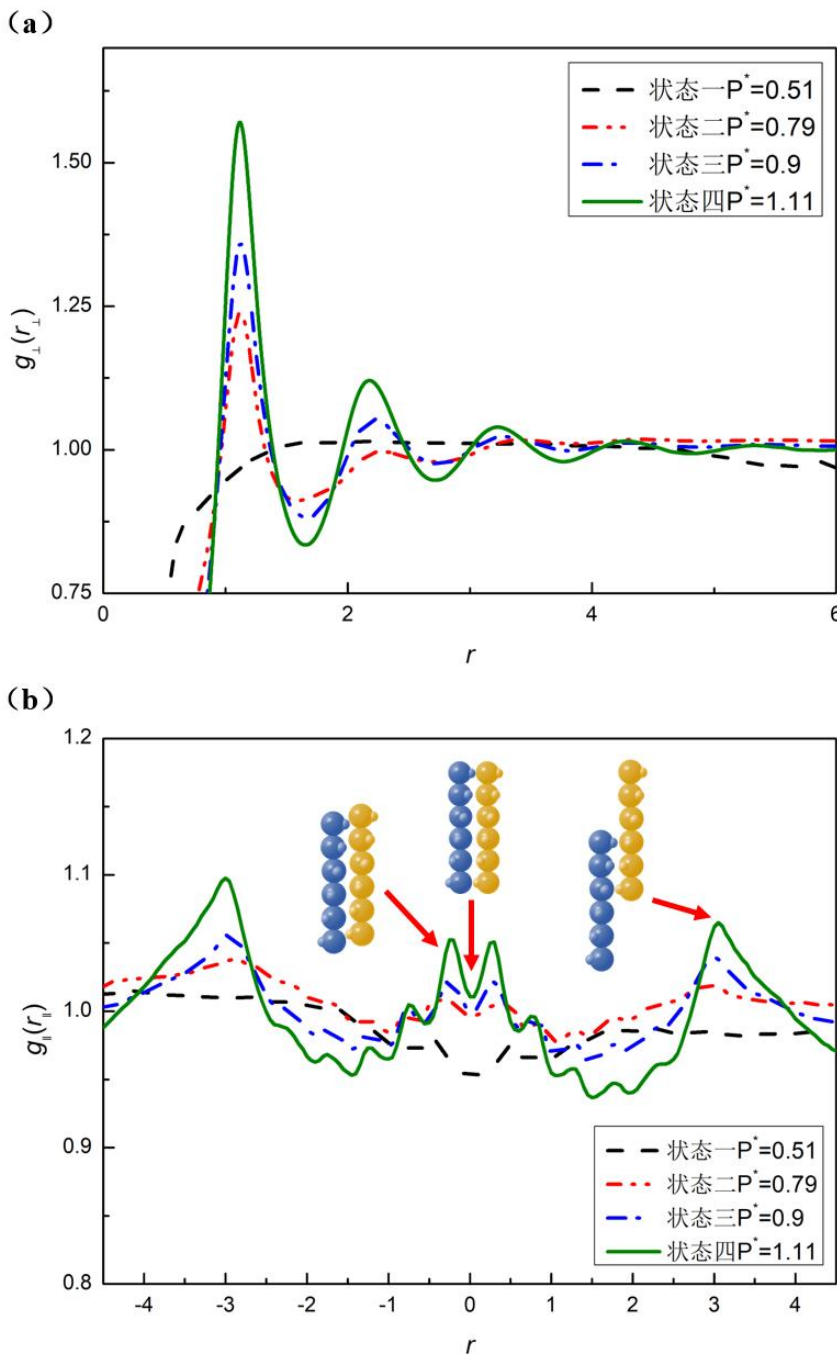 (a)
1.50
1.25
1.00
0.75
g⊥(r⊥)
状态一P*=0.51
状态二P*=0.79
状态三P*=0.9
状态四P*=1.11
0 2 4 6
r
(b)
1.2
1.1
1.0
0.9
0.8
g∥(r∥)
状态一P*=0.51
状态二P*=0.79
状态三P*=0.9
状态四P*=1.11
-4 -3 -2 -1 0 1 2 3 4
r